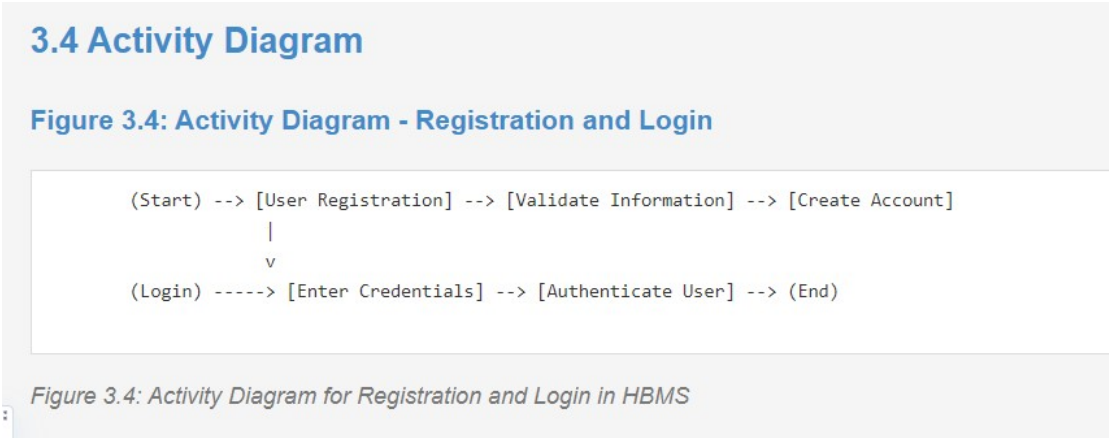 3.4 Activity Diagram
Figure 3.4: Activity Diagram - Registration and Login
(Start) --> [User Registration] --> [Validate Information] --> [Create Account]
|
v
(Login) -----> [Enter Credentials] --> [Authenticate User] --> (End)
Figure 3.4: Activity Diagram for Registration and Login in HBMS